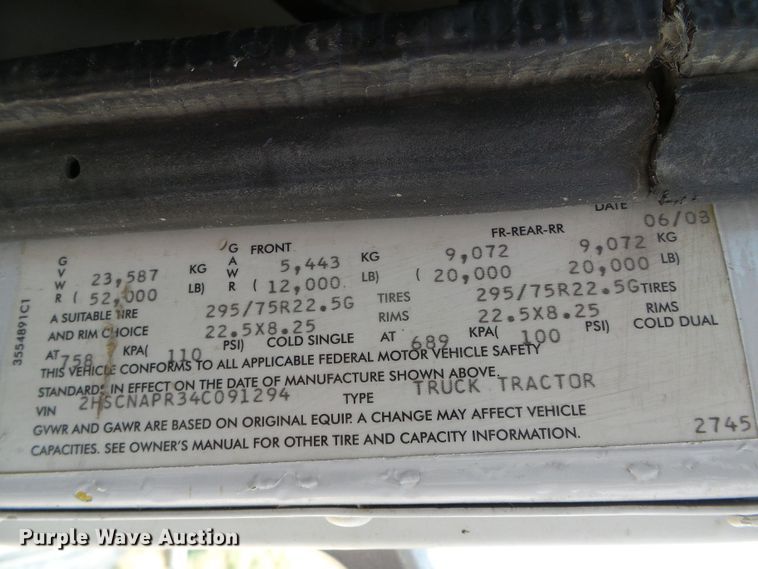 DATE 06/03
G FRONT FR-REAR-RR
GVWR 23,587 KG GAWR 5,443 KG 9,072 9,072 KG
( 52,000 LB) ( 12,000 LB) ( 20,000 20,000 LB)
A SUITABLE TIRE 295/75R22.5G TIRES 295/75R22.5G TIRES
AND RIM CHOICE 22.5X8.25 RIMS 22.5X8.25 RIMS
AT 758 KPA( 110 PSI) COLD SINGLE AT 689 KPA( 100 PSI) COLD DUAL
THIS VEHICLE CONFORMS TO ALL APPLICABLE FEDERAL MOTOR VEHICLE SAFETY
STANDARDS IN EFFECT ON THE DATE OF MANUFACTURE SHOWN ABOVE.
VIN 2HSCNAPR34C091294 TYPE TRUCK TRACTOR
GVWR AND GAWR ARE BASED ON ORIGINAL EQUIP. A CHANGE MAY AFFECT VEHICLE
CAPACITIES. SEE OWNER'S MANUAL FOR OTHER TIRE AND CAPACITY INFORMATION. 2745
3554891C1
Purple Wave Auction